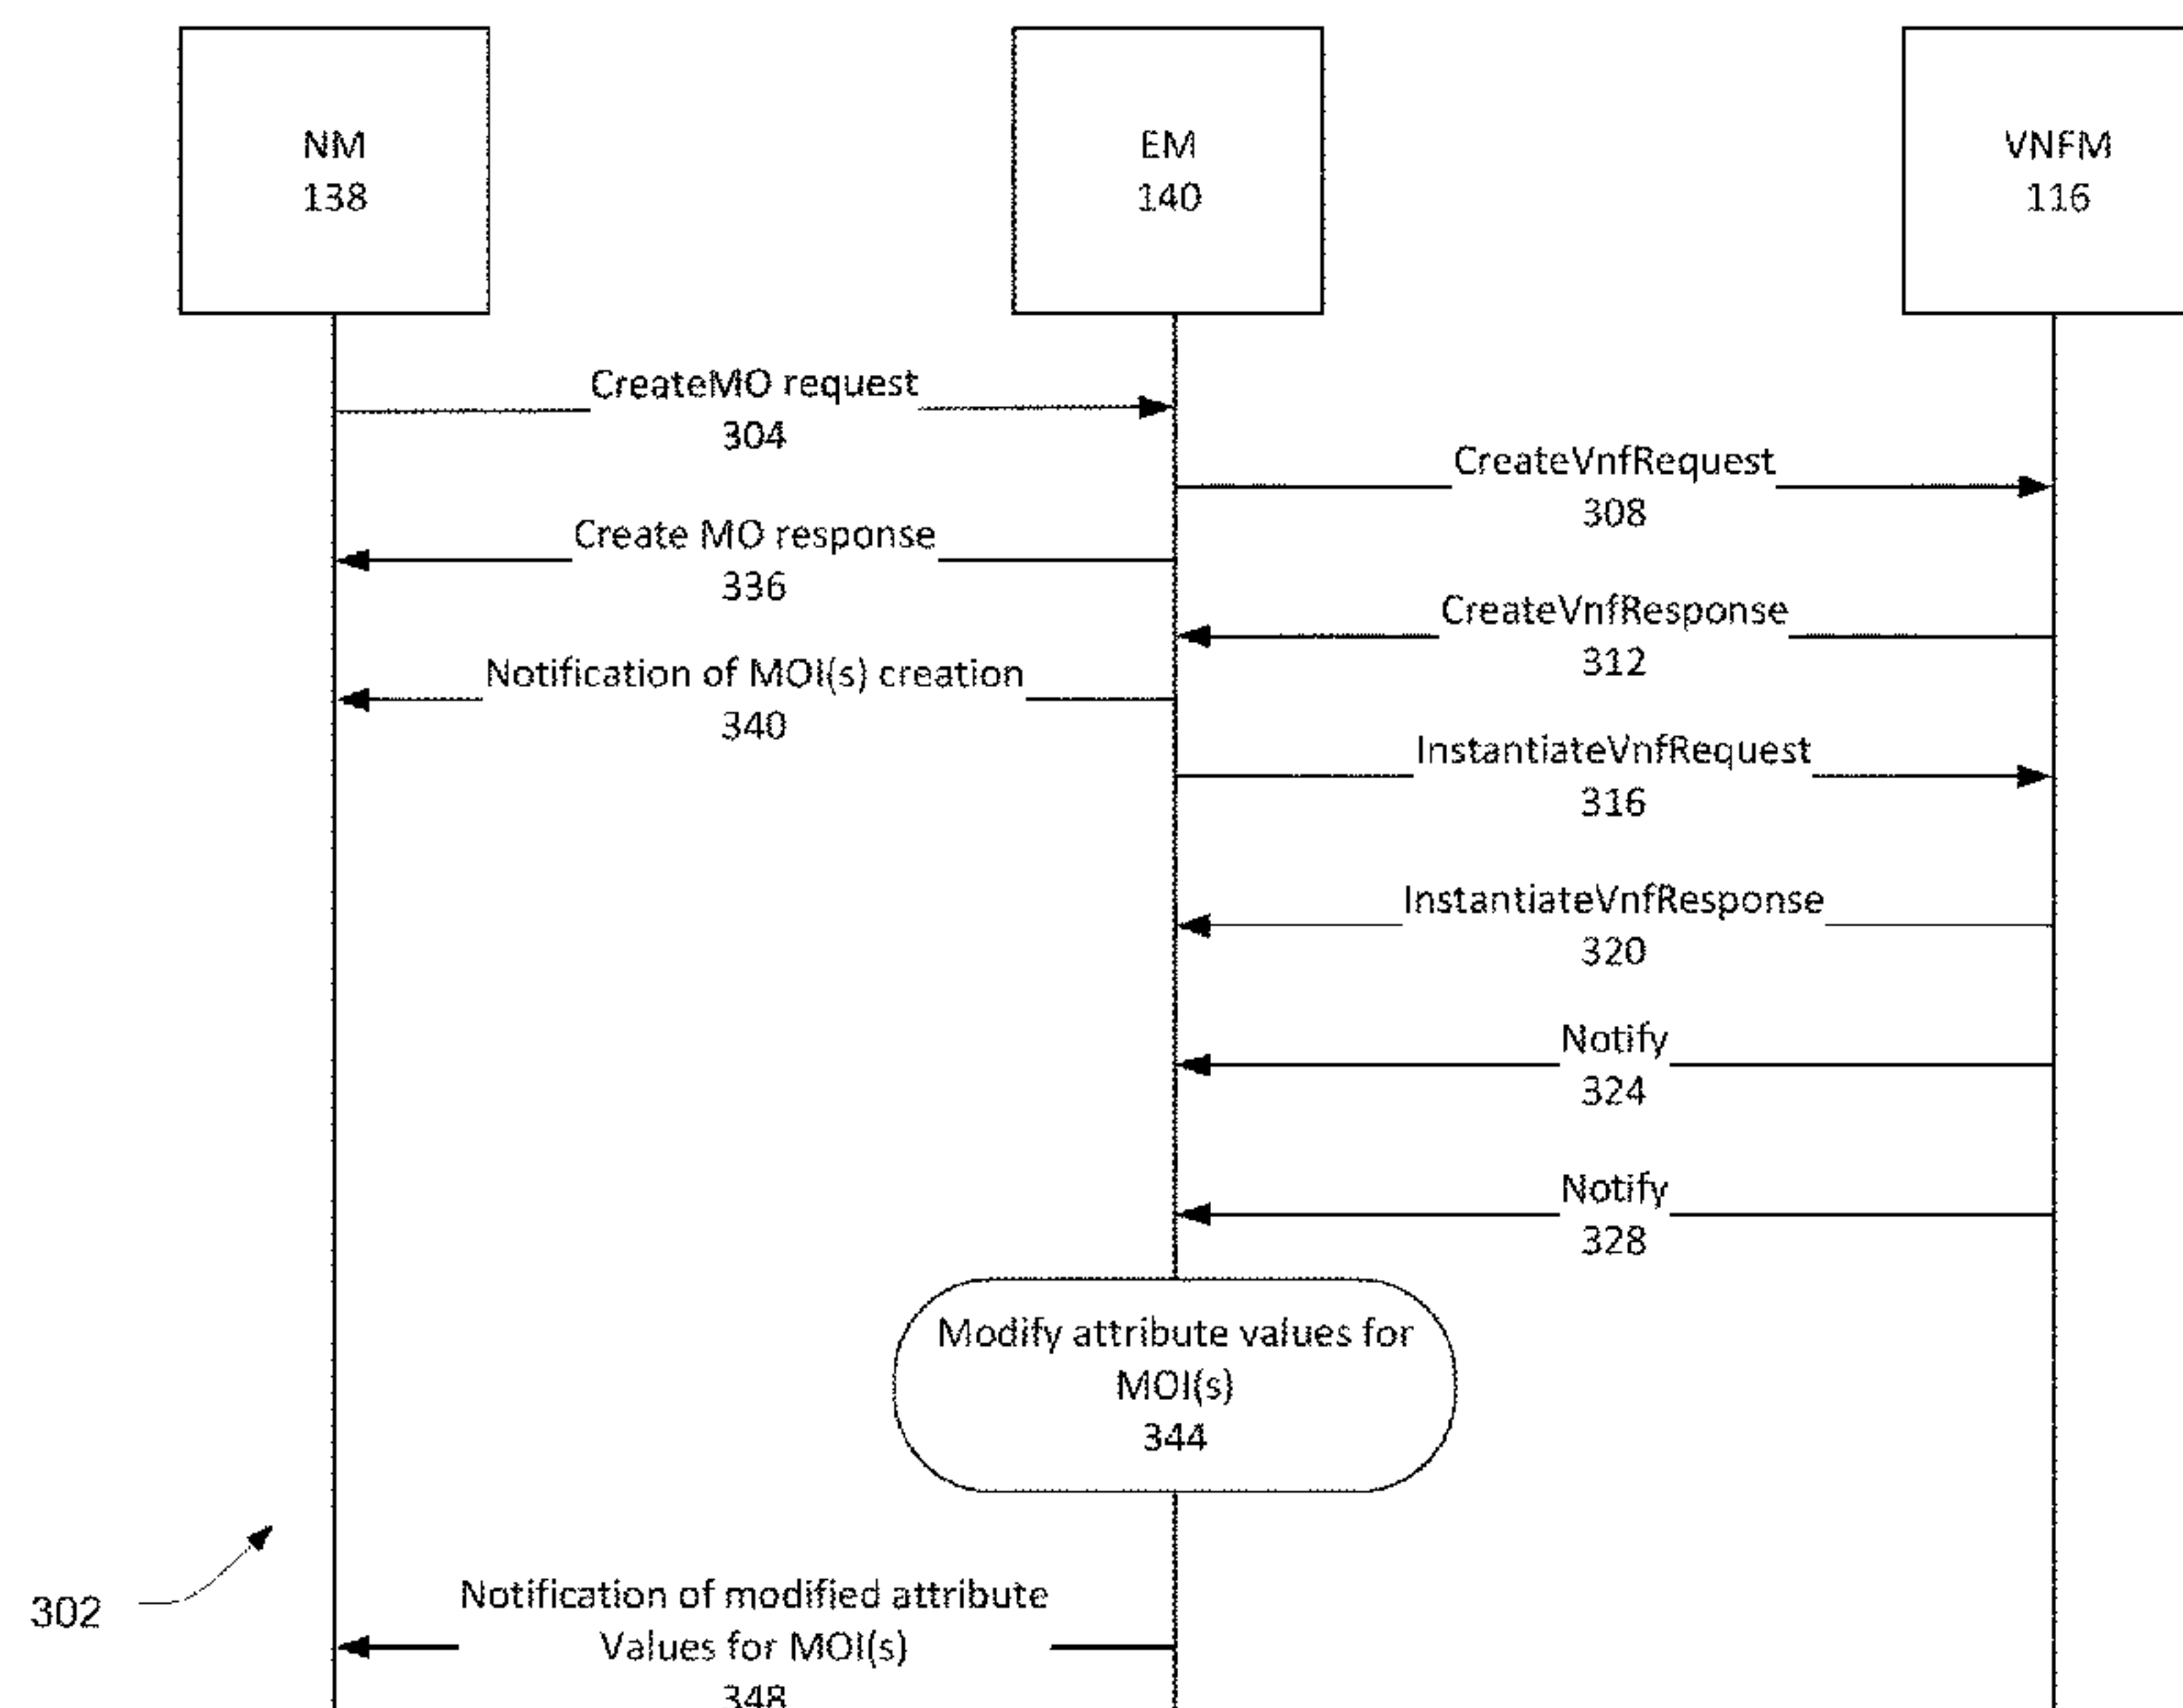 NM
138
EM
140
VNFM
116
CreateMO request
304
CreateVnfRequest
308
Create MO response
336
CreateVnfResponse
312
Notification of MOI(s) creation
340
InstantiateVnfRequest
316
InstantiateVnfResponse
320
Notify
324
Notify
328
Modify attribute values for
MOI(s)
344
302
Notification of modified attribute
Values for MOI(s)
348